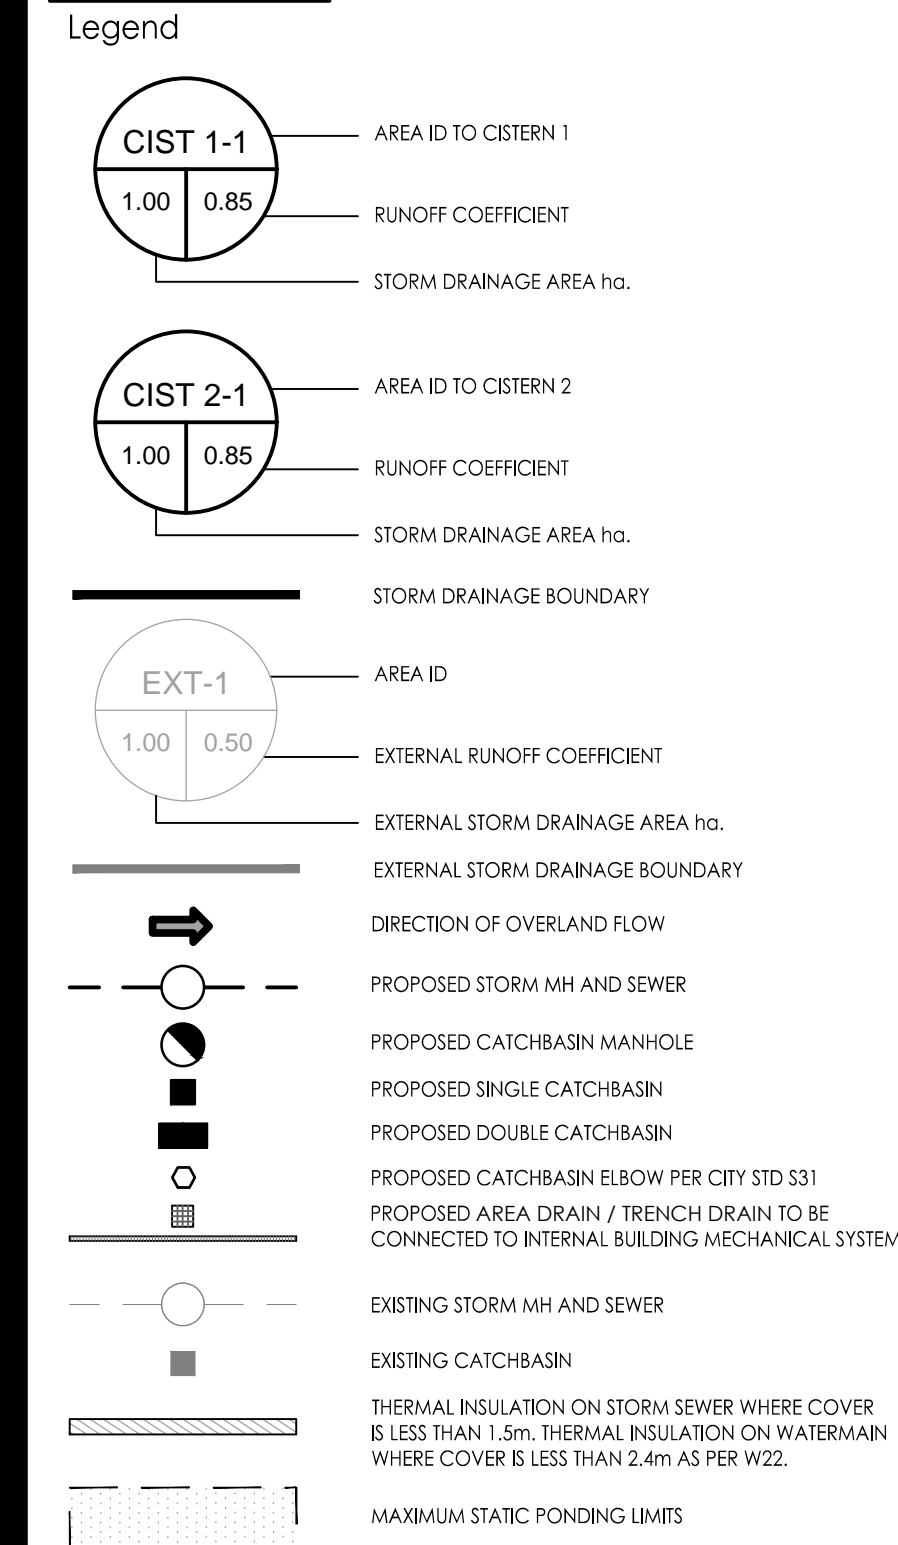 Legend
CIST 1-1
1.00 0.85
AREA ID TO CISTERN 1
RUNOFF COEFFICIENT
STORM DRAINAGE AREA ha.
CIST 2-1
1.00 0.85
AREA ID TO CISTERN 2
RUNOFF COEFFICIENT
STORM DRAINAGE AREA ha.
STORM DRAINAGE BOUNDARY
EXT-1
1.00 0.50
AREA ID
EXTERNAL RUNOFF COEFFICIENT
EXTERNAL STORM DRAINAGE AREA ha.
EXTERNAL STORM DRAINAGE BOUNDARY
DIRECTION OF OVERLAND FLOW
PROPOSED STORM MH AND SEWER
PROPOSED CATCHBASIN MANHOLE
PROPOSED SINGLE CATCHBASIN
PROPOSED DOUBLE CATCHBASIN
PROPOSED CATCHBASIN ELBOW PER CITY STD S31
PROPOSED AREA DRAIN / TRENCH DRAIN TO BE
CONNECTED TO INTERNAL BUILDING MECHANICAL SYSTEM
EXISTING STORM MH AND SEWER
EXISTING CATCHBASIN
THERMAL INSULATION ON STORM SEWER WHERE COVER
IS LESS THAN 1.5m. THERMAL INSULATION ON WATERMAIN
WHERE COVER IS LESS THAN 2.4m AS PER W22.
MAXIMUM STATIC PONDING LIMITS